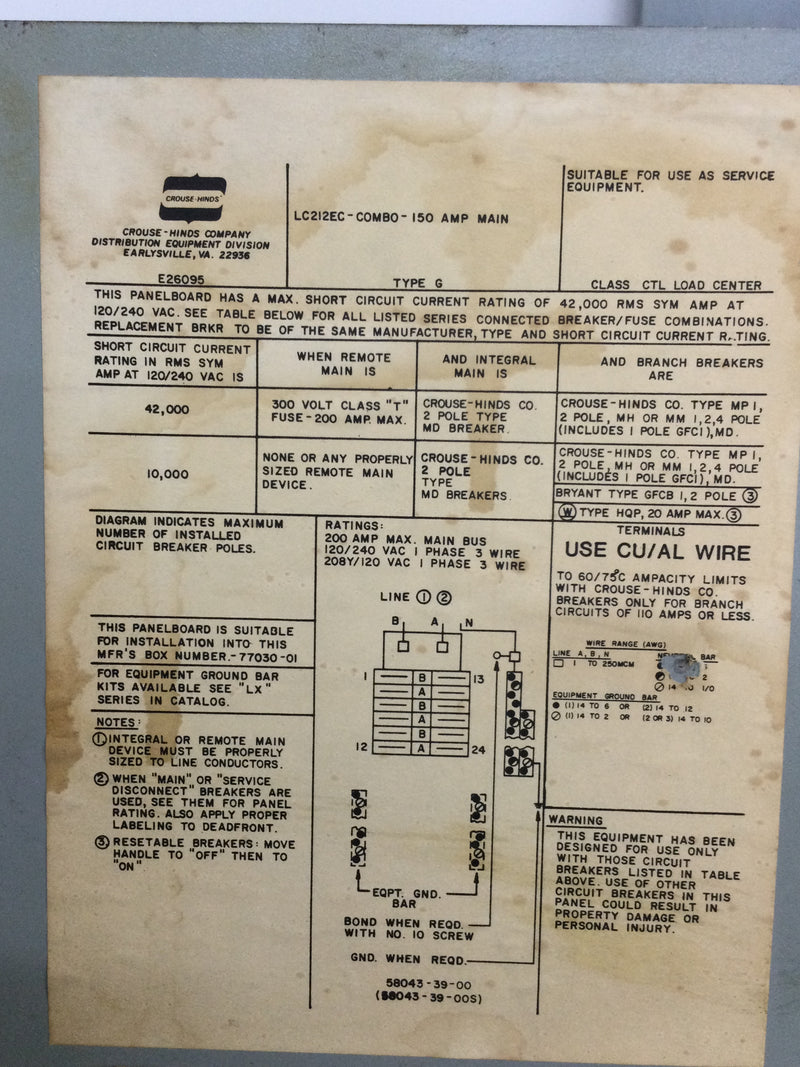 CROUSE-HINDS
CROUSE-HINDS COMPANY
DISTRIBUTION EQUIPMENT DIVISION
EARLYSVILLE, VA. 22936
E26095
LC212EC-COMBO-150 AMP MAIN
TYPE G
SUITABLE FOR USE AS SERVICE
EQUIPMENT.
CLASS CTL LOAD CENTER
THIS PANELBOARD HAS A MAX. SHORT CIRCUIT CURRENT RATING OF 42,000 RMS SYM AMP AT
120/240 VAC. SEE TABLE BELOW FOR ALL LISTED SERIES CONNECTED BREAKER/FUSE COMBINATIONS.
REPLACEMENT BRKR TO BE OF THE SAME MANUFACTURER, TYPE AND SHORT CIRCUIT CURRENT R TING.
SHORT CIRCUIT CURRENT
RATING IN RMS SYM
AMP AT 120/240 VAC IS
WHEN REMOTE
MAIN IS
AND INTEGRAL
MAIN IS
AND BRANCH BREAKERS
ARE
42,000
300 VOLT CLASS "T"
FUSE-200 AMP. MAX.
CROUSE-HINDS CO.
2 POLE TYPE
MD BREAKER.
CROUSE-HINDS CO. TYPE MP1,
2 POLE, MH OR MM 1,2,4 POLE
(INCLUDES 1 POLE GFCI), MD.
10,000
NONE OR ANY PROPERLY
SIZED REMOTE MAIN
DEVICE.
CROUSE-HINDS CO.
2 POLE
TYPE
MD BREAKERS.
CROUSE-HINDS CO. TYPE MP1,
2 POLE, MH OR MM 1,2,4 POLE
(INCLUDES 1 POLE GFCI), MD.
BRYANT TYPE GFCB 1, 2 POLE ③
Ⓦ TYPE HQP, 20 AMP MAX. ③
DIAGRAM INDICATES MAXIMUM
NUMBER OF INSTALLED
CIRCUIT BREAKER POLES.
THIS PANELBOARD IS SUITABLE
FOR INSTALLATION INTO THIS
MFR'S BOX NUMBER.-77030-01
FOR EQUIPMENT GROUND BAR
KITS AVAILABLE SEE "LX"
SERIES IN CATALOG.
NOTES:
① INTEGRAL OR REMOTE MAIN
DEVICE MUST BE PROPERLY
SIZED TO LINE CONDUCTORS.
② WHEN "MAIN" OR "SERVICE
DISCONNECT" BREAKERS ARE
USED, SEE THEM FOR PANEL
RATING. ALSO APPLY PROPER
LABELING TO DEADFRONT.
③ RESETABLE BREAKERS: MOVE
HANDLE TO "OFF" THEN TO
"ON"
RATINGS:
200 AMP MAX. MAIN BUS
120/240 VAC 1 PHASE 3 WIRE
208Y/120 VAC 1 PHASE 3 WIRE
LINE ① ②
B A N
1 B 13
A
B
A
B
12 A 24
EQPT. GND.
BAR
BOND WHEN REQD.
WITH NO. 10 SCREW
GND. WHEN REQD.
58043-39-00
(58043-39-00S)
TERMINALS
USE CU/AL WIRE
TO 60/75°C AMPACITY LIMITS
WITH CROUSE-HINDS CO.
BREAKERS ONLY FOR BRANCH
CIRCUITS OF 110 AMPS OR LESS.
WIRE RANGE (AWG)
LINE A, B, N BAR
1 TO 250MCM
2
14 1/0
EQUIPMENT GROUND BAR
(1) 14 TO 6 OR (2) 14 TO 12
(1) 14 TO 2 OR (2 OR 3) 14 TO 10
WARNING
THIS EQUIPMENT HAS BEEN
DESIGNED FOR USE ONLY
WITH THOSE CIRCUIT
BREAKERS LISTED IN TABLE
ABOVE. USE OF OTHER
CIRCUIT BREAKERS IN THIS
PANEL COULD RESULT IN
PROPERTY DAMAGE OR
PERSONAL INJURY.